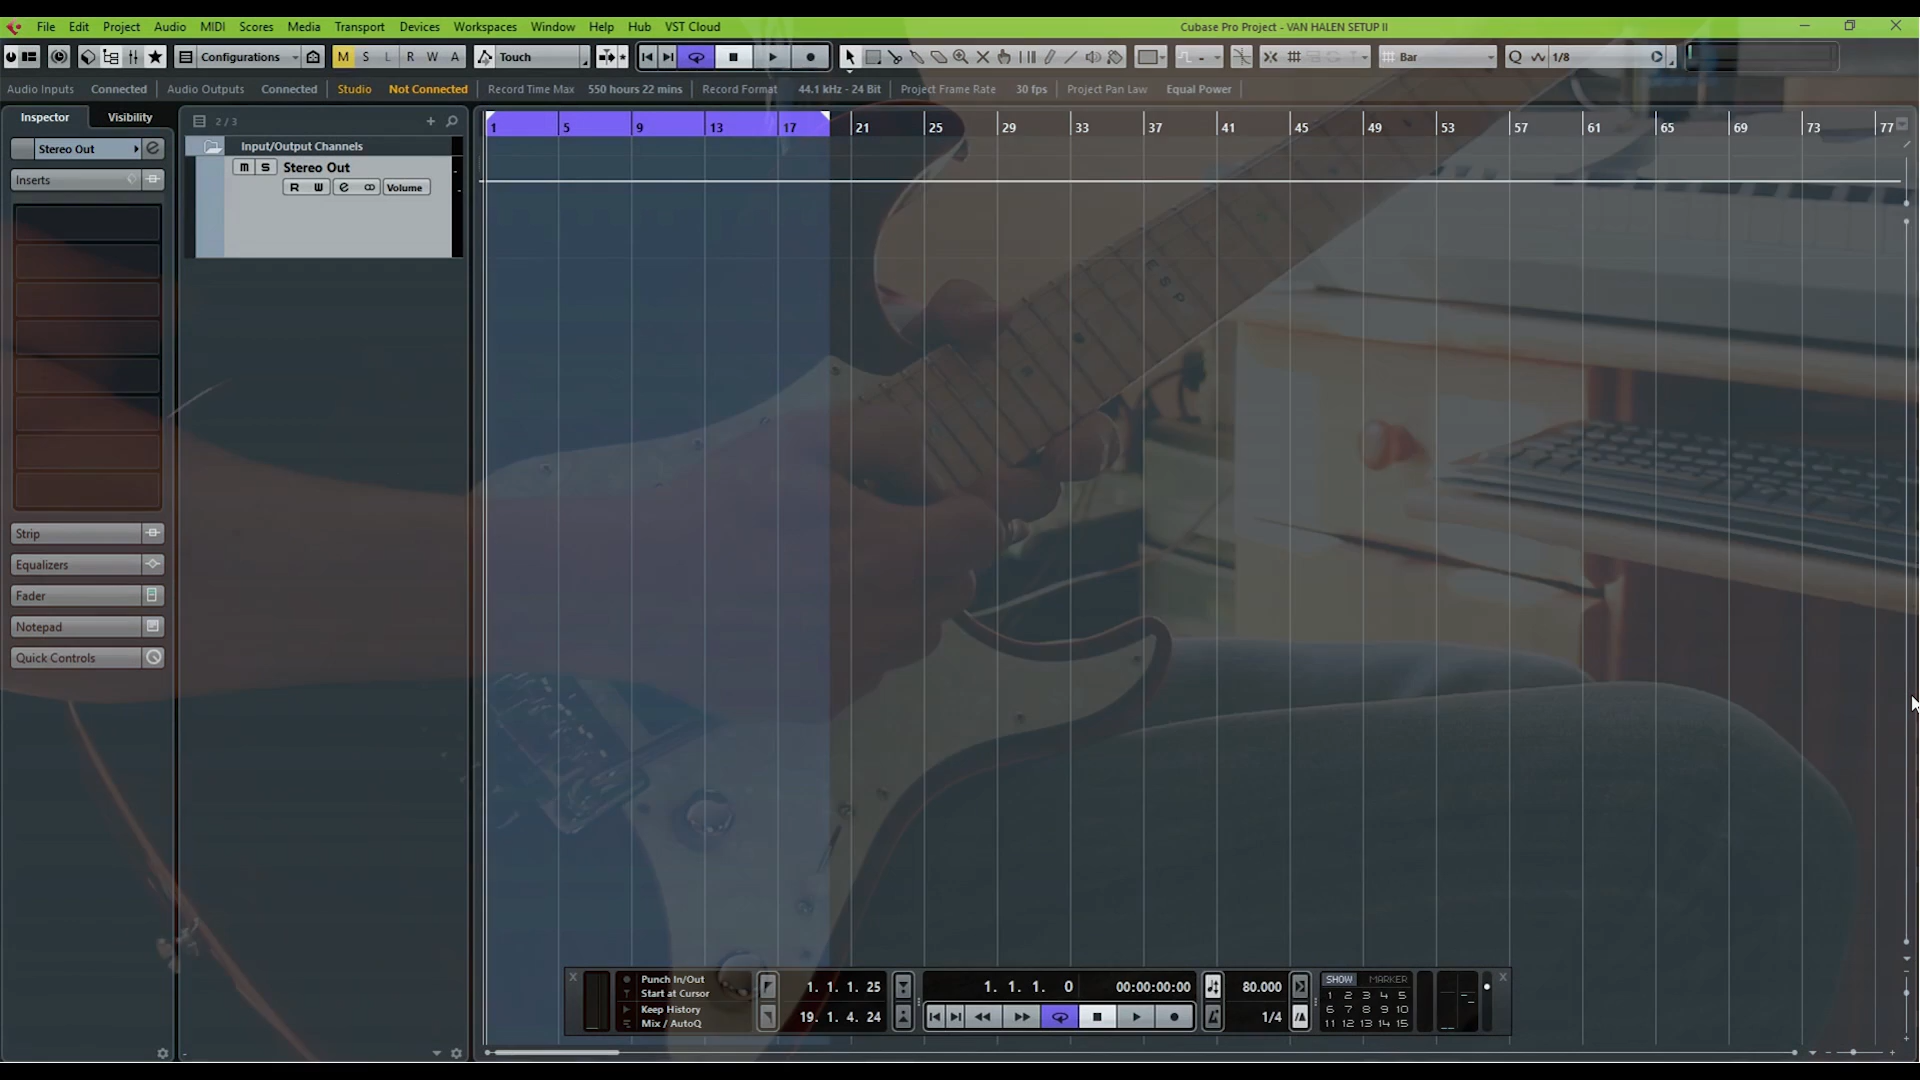 File Edit Project Audio MIDI Scores Media Transport Devices Workspaces Window Help Hub VST Cloud Cubase Pro Project - VAN HALEN SETUP II
Configurations M S L R W A Touch Bar Q 1/8
Audio Inputs Connected Audio Outputs Connected Studio Not Connected Record Time Max 550 hours 22 mins Record Format 44.1 kHz - 24 Bit Project Frame Rate 30 fps Project Pan Law Equal Power
Inspector Visibility 2 / 3
1 5 9 13 17 21 25 29 33 37 41 45 49 53 57 61 65 69 73 77
Stereo Out
Input/Output Channels
m S Stereo Out
R W e Volume
Inserts
ESP
Strip
Equalizers
Fader
Notepad
Quick Controls
Punch In/Out
Start at Cursor
Keep History
Mix / AutoQ
1. 1. 1. 25
19. 1. 4. 24
1. 1. 1. 0 00:00:00:00
80.000
1/4
SHOW MARKER
1 2 3 4 5
6 7 8 9 10
11 12 13 14 15